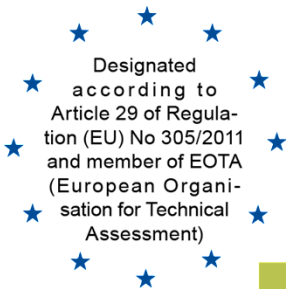 Designated
according to
Article 29 of Regula-
tion (EU) No 305/2011
and member of EOTA
(European Organi-
sation for Technical
Assessment)